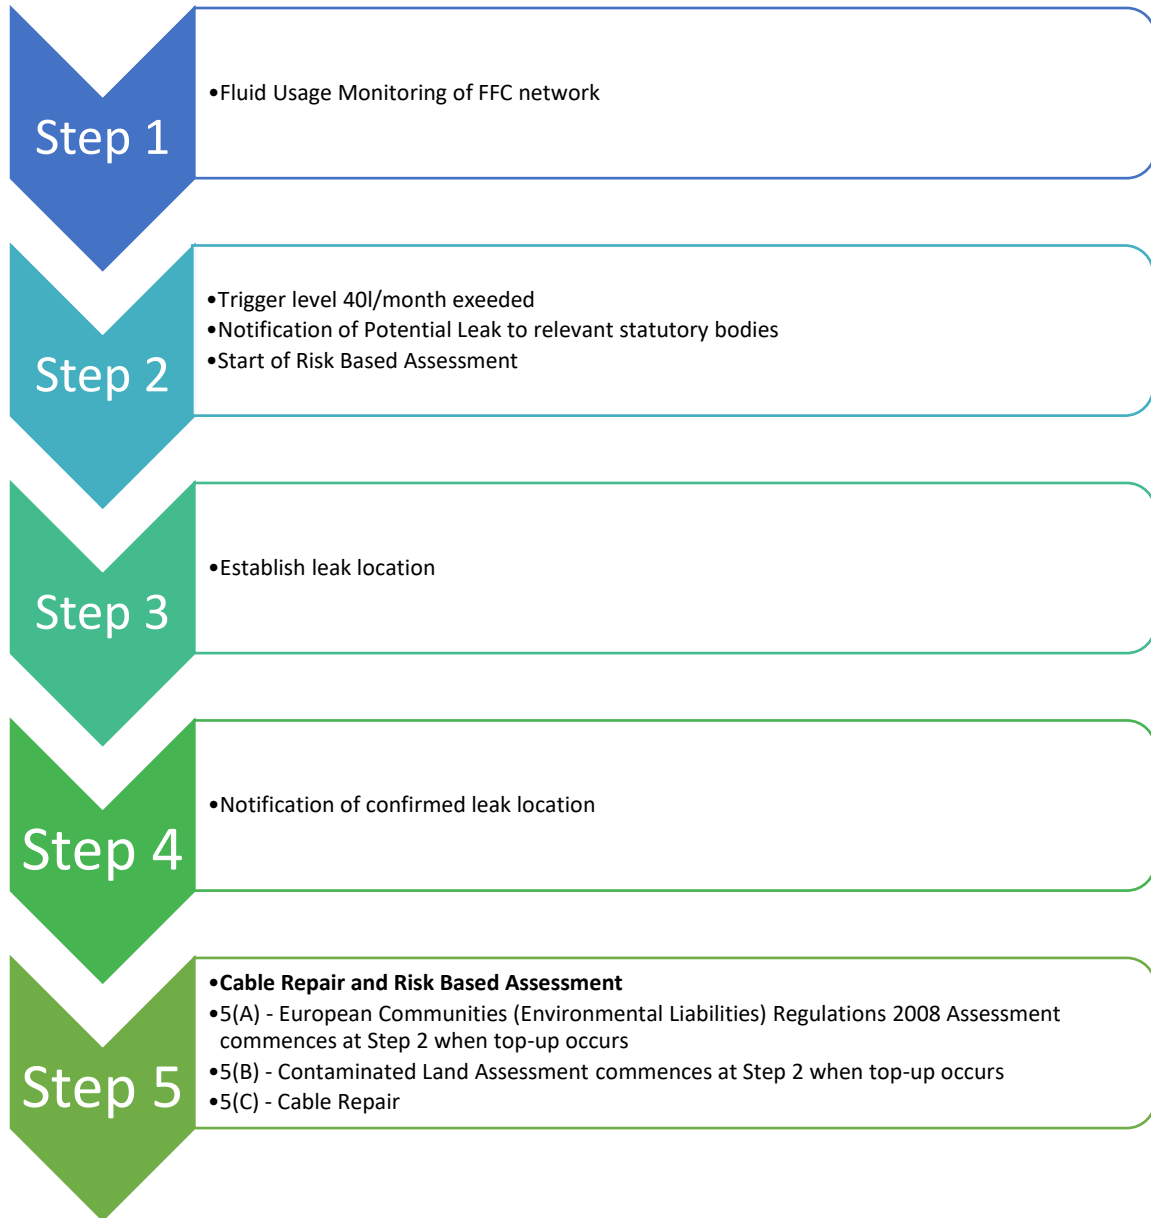 Step 1
•Fluid Usage Monitoring of FFC network
Step 2
•Trigger level 40l/month exeeded
•Notification of Potential Leak to relevant statutory bodies
•Start of Risk Based Assessment
Step 3
•Establish leak location
Step 4
•Notification of confirmed leak location
Step 5
•Cable Repair and Risk Based Assessment
•5(A) - European Communities (Environmental Liabilities) Regulations 2008 Assessment
commences at Step 2 when top-up occurs
•5(B) - Contaminated Land Assessment commences at Step 2 when top-up occurs
•5(C) - Cable Repair